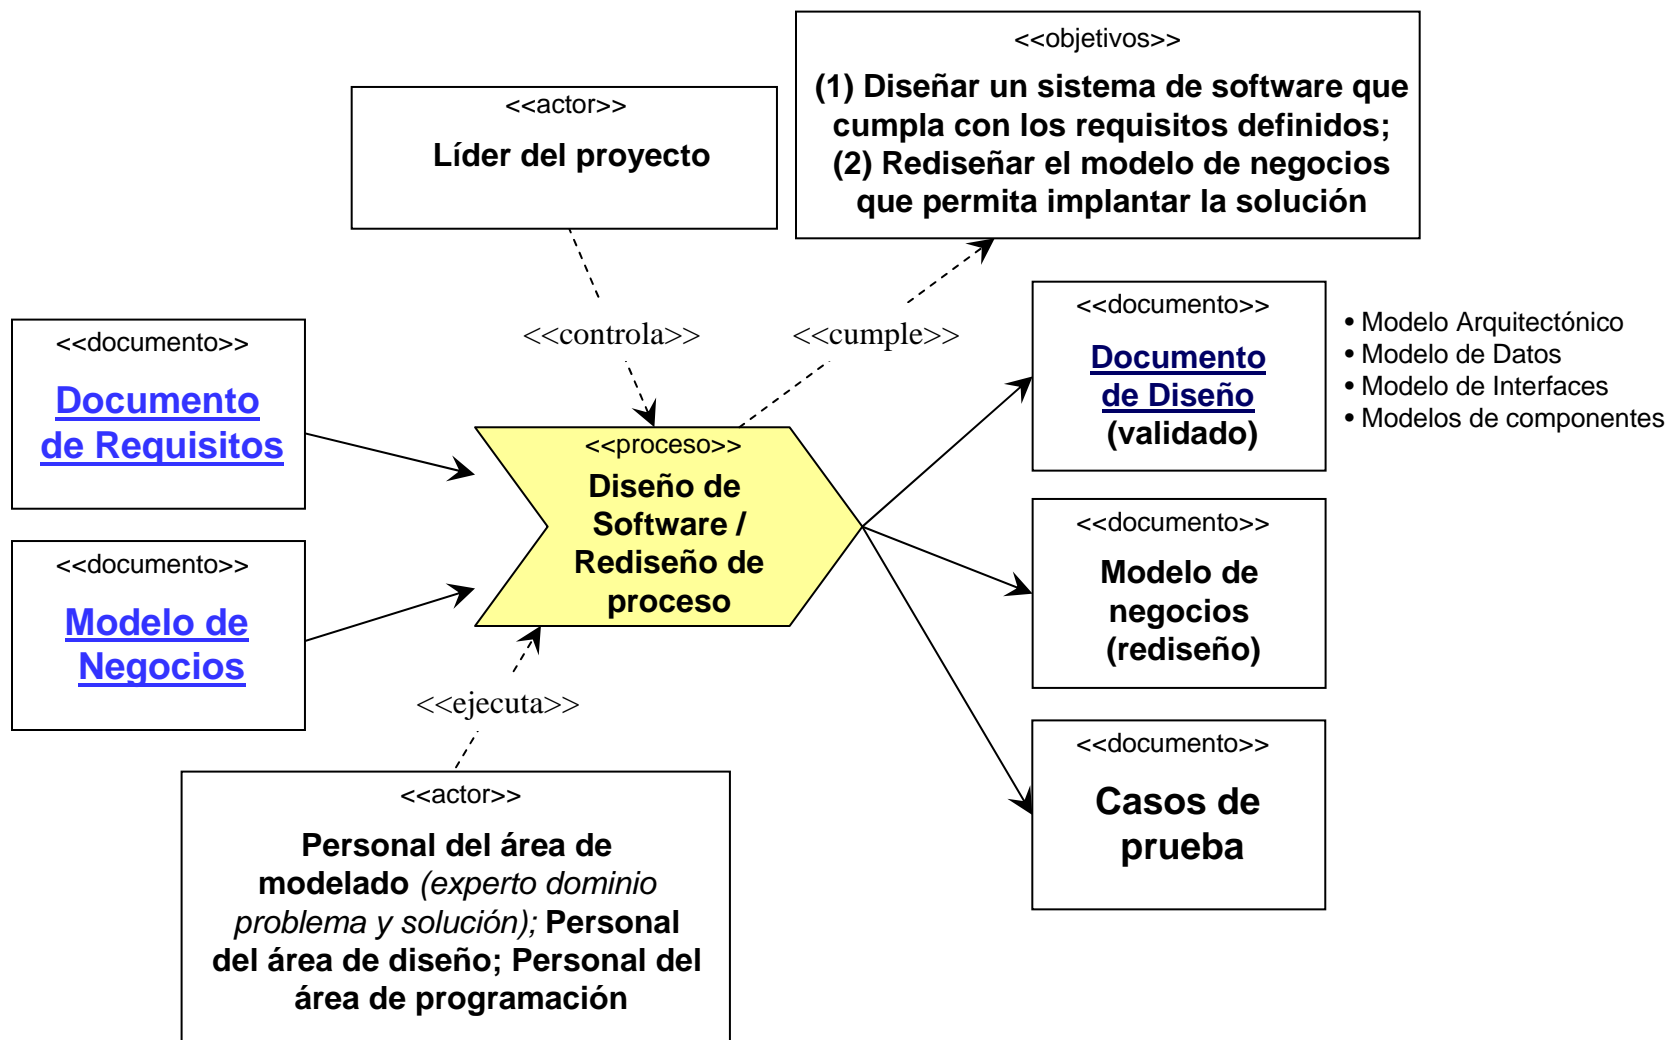 <<objetivos>>
(1) Diseñar un sistema de software que
cumpla con los requisitos definidos;
(2) Rediseñar el modelo de negocios
que permita implantar la solución
<<actor>>
Líder del proyecto
<<controla>>
<<cumple>>
<<documento>>
Documento
de Requisitos
<<documento>>
Modelo de
Negocios
<<proceso>>
Diseño de
Software /
Rediseño de
proceso
<<documento>>
Documento
de Diseño
(validado)
• Modelo Arquitectónico
• Modelo de Datos
• Modelo de Interfaces
• Modelos de componentes
<<documento>>
Modelo de
negocios
(rediseño)
<<documento>>
Casos de
prueba
<<ejecuta>>
<<actor>>
Personal del área de
modelado (experto dominio
problema y solución); Personal
del área de diseño; Personal del
área de programación